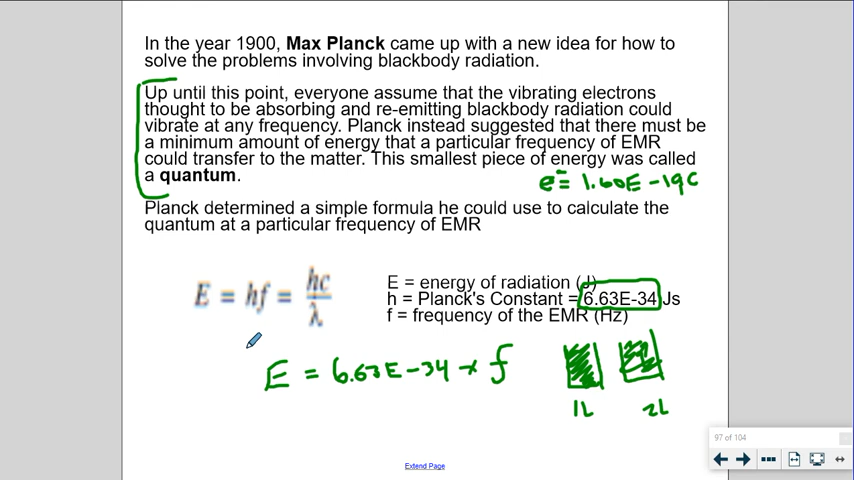 In the year 1900, Max Planck came up with a new idea for how to
solve the problems involving blackbody radiation.
Up until this point, everyone assume that the vibrating electrons
thought to be absorbing and re-emitting blackbody radiation could
vibrate at any frequency. Planck instead suggested that there must be
a minimum amount of energy that a particular frequency of EMR
could transfer to the matter. This smallest piece of energy was called
a quantum.
e⁻= 1.60E-19C
Planck determined a simple formula he could use to calculate the
quantum at a particular frequency of EMR
E = hf = hc/λ
E = energy of radiation (J)
h = Planck's Constant = 6.63E-34 Js
f = frequency of the EMR (Hz)
E = 6.63E-34 x f
1L 2L
97 of 104
Extend Page